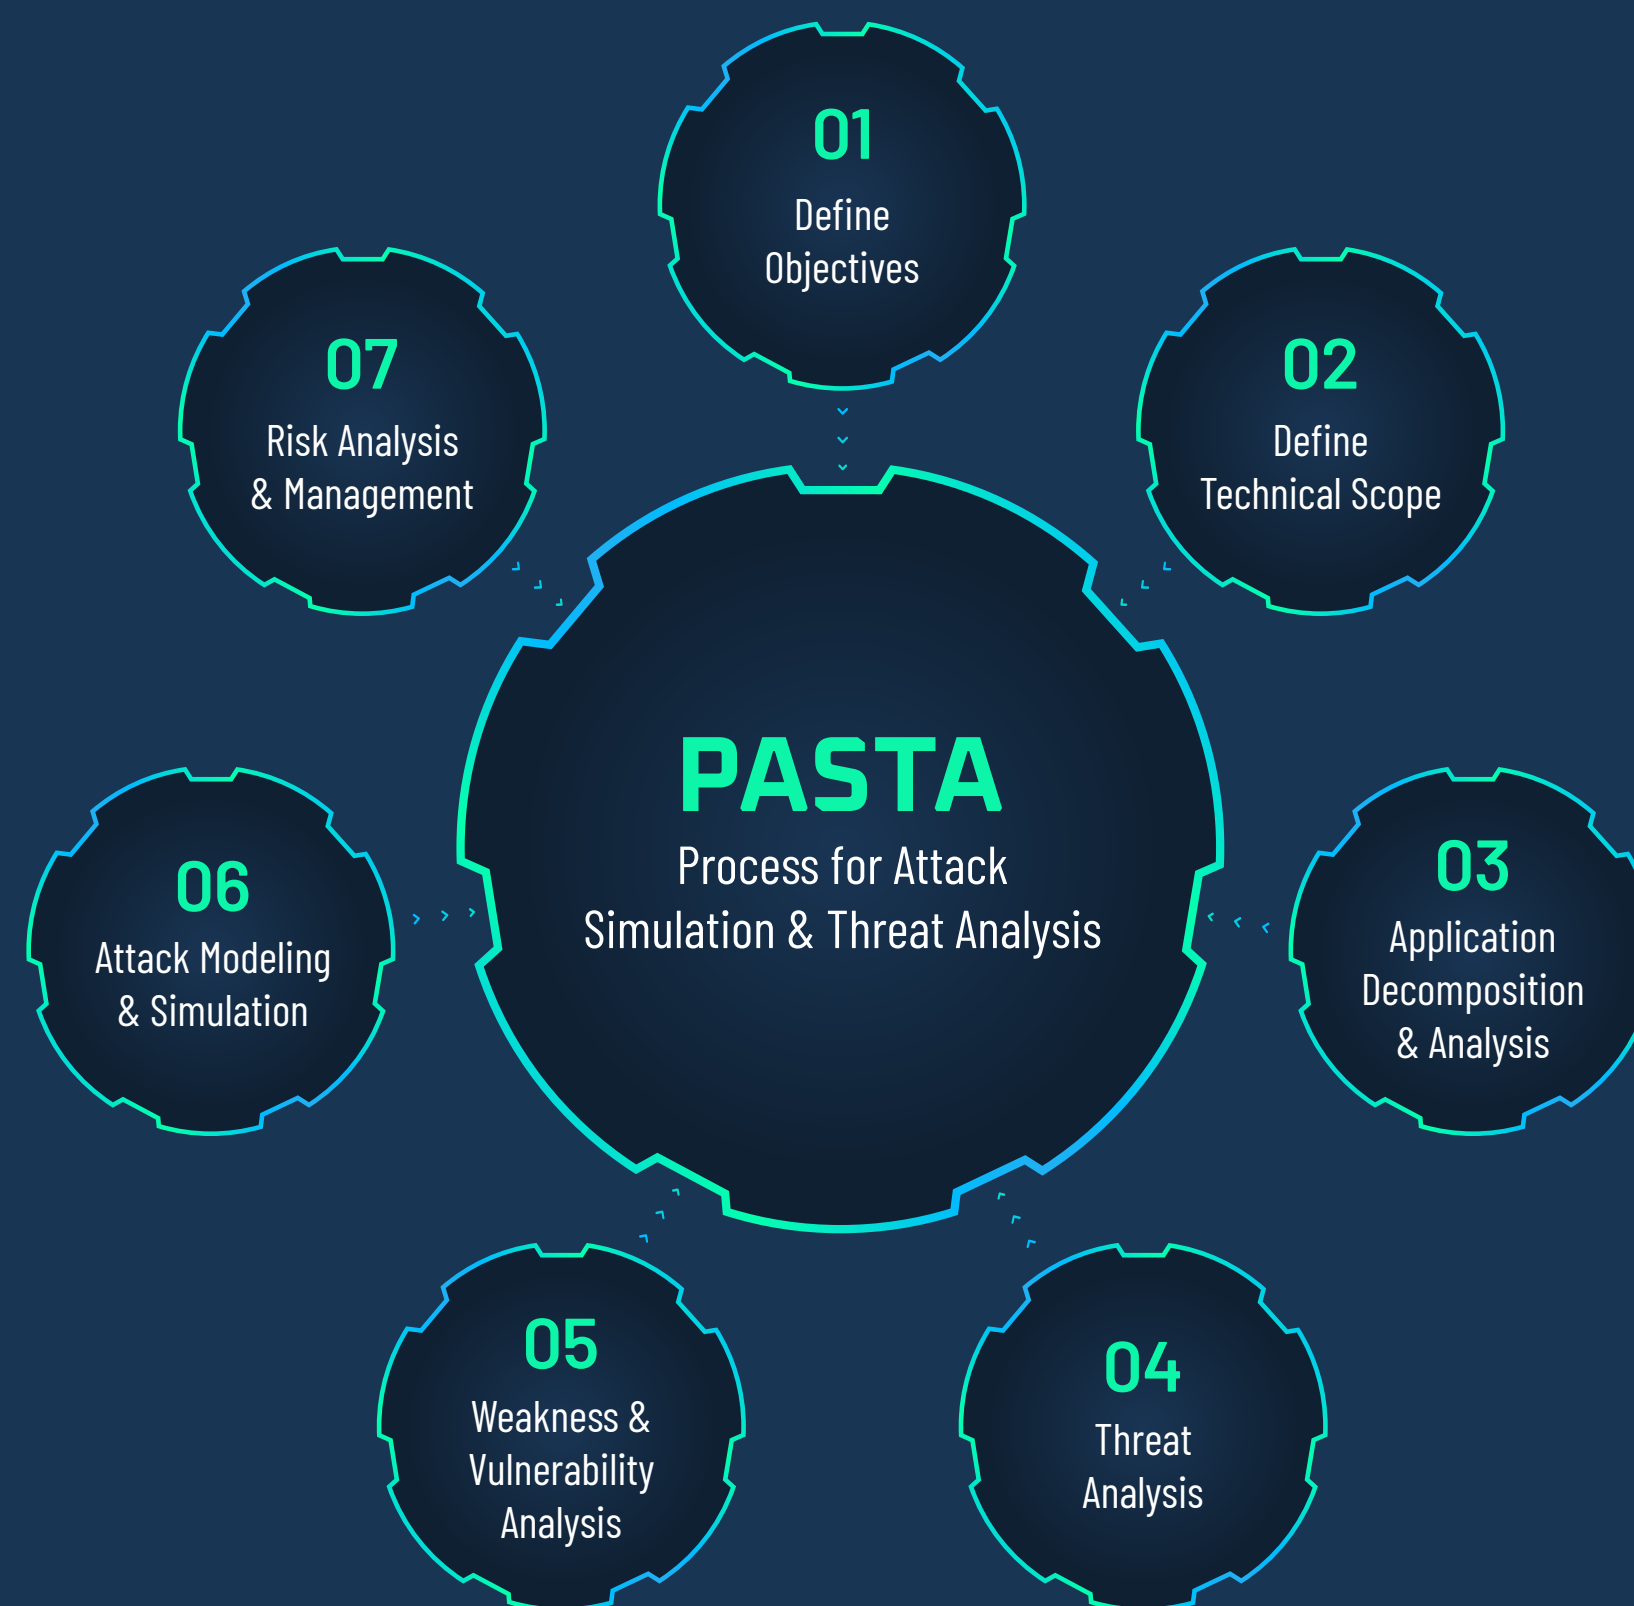 01
Define
Objectives
02
Define
Technical Scope
03
Application
Decomposition
& Analysis
04
Threat
Analysis
05
Weakness &
Vulnerability
Analysis
06
Attack Modeling
& Simulation
07
Risk Analysis
& Management
PASTA
Process for Attack
Simulation & Threat Analysis